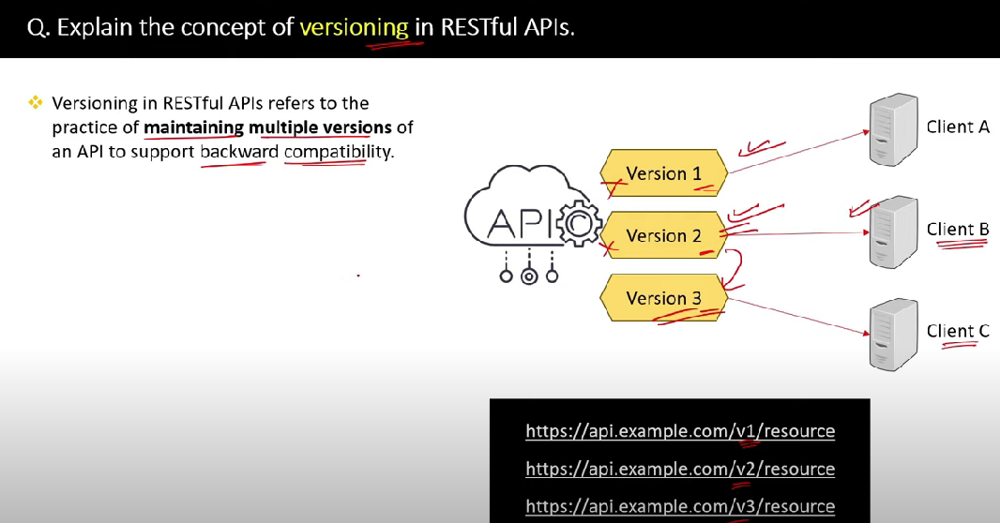 Q. Explain the concept of versioning in RESTful APIs.
Versioning in RESTful APIs refers to the
practice of maintaining multiple versions of
an API to support backward compatibility.
API
Version 1
Version 2
Version 3
Client A
Client B
Client C
https://api.example.com/v1/resource
https://api.example.com/v2/resource
https://api.example.com/v3/resource